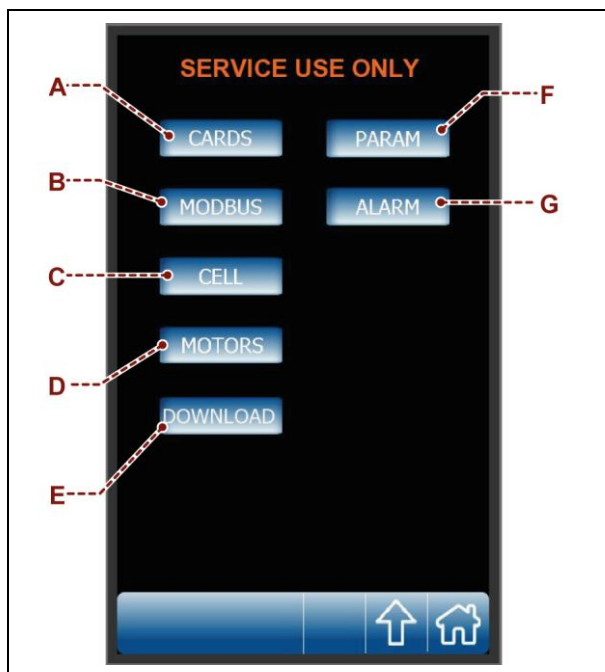 SERVICE USE ONLY
A
CARDS
PARAM
F
B
MODBUS
ALARM
G
C
CELL
D
MOTORS
E
DOWNLOAD